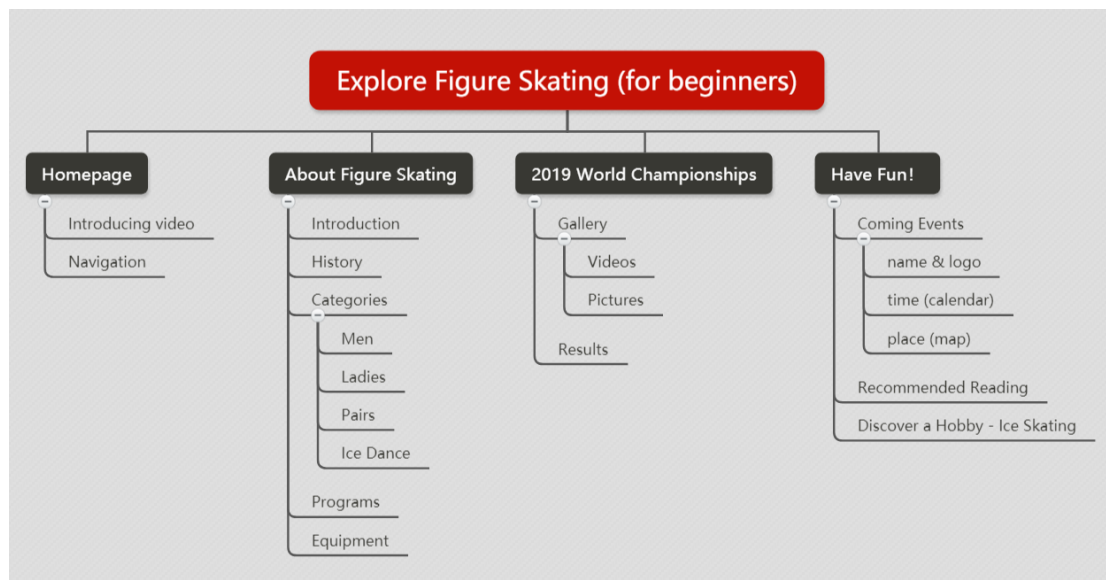 Explore Figure Skating (for beginners)
Homepage
Introducing video
Navigation
About Figure Skating
Introduction
History
Categories
Men
Ladies
Pairs
Ice Dance
Programs
Equipment
2019 World Championships
Gallery
Videos
Pictures
Results
Have Fun!
Coming Events
name & logo
time (calendar)
place (map)
Recommended Reading
Discover a Hobby - Ice Skating